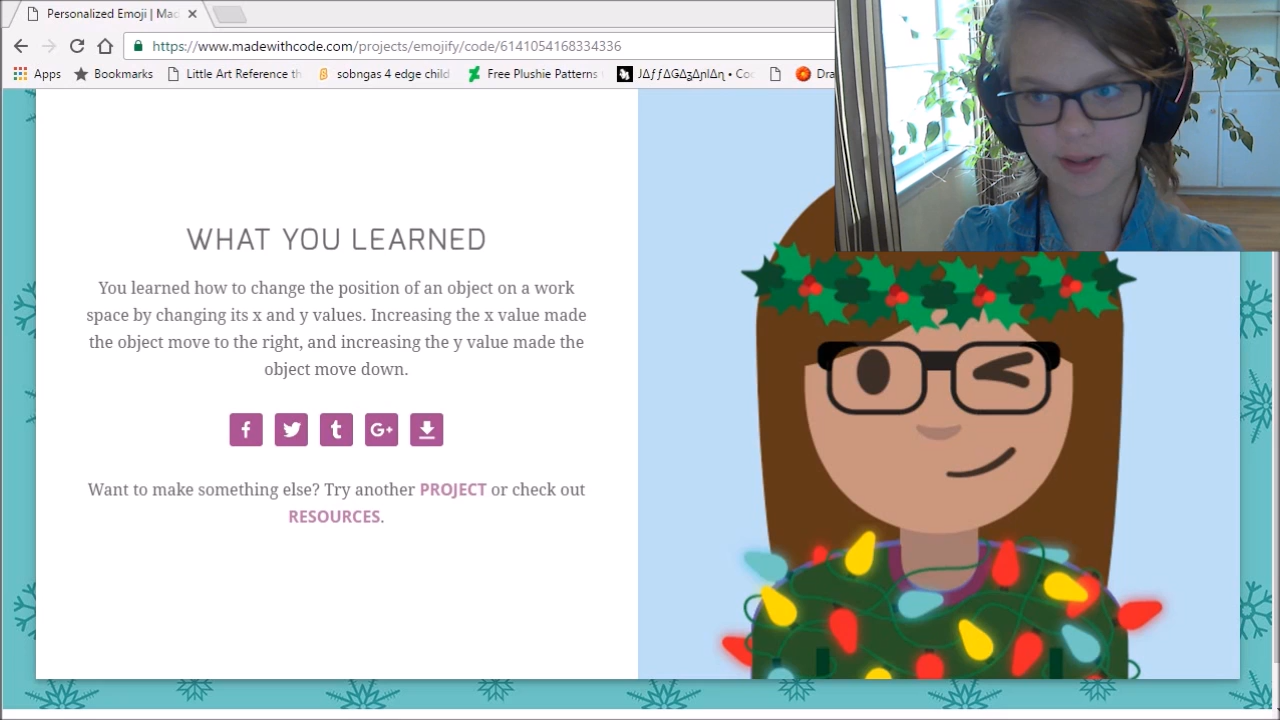 Personalized Emoji | Mad
https://www.madewithcode.com/projects/emojify/code/6141054168334336
Apps
Bookmarks
Little Art Reference th
sobngas 4 edge child
Free Plushie Patterns
Dra
WHAT YOU LEARNED
You learned how to change the position of an object on a work
space by changing its x and y values. Increasing the x value made
the object move to the right, and increasing the y value made the
object move down.
f t G+
Want to make something else? Try another PROJECT or check out
RESOURCES.